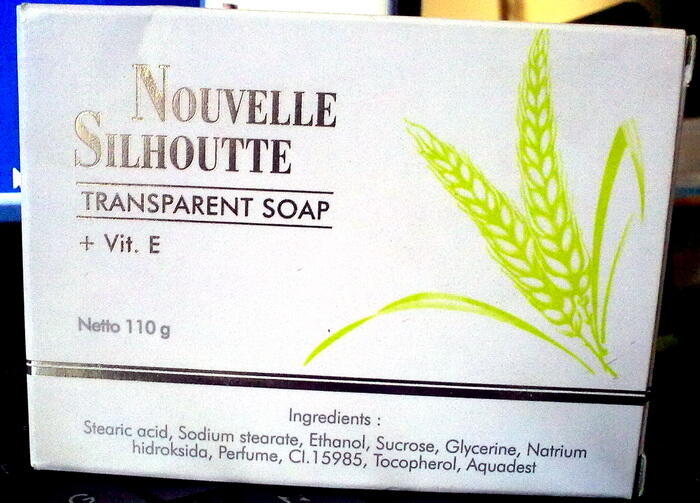 NOUVELLE
SILHOUTTE
TRANSPARENT SOAP
+ Vit. E
Netto 110 g
Ingredients :
Stearic acid, Sodium stearate, Ethanol, Sucrose, Glycerine, Natrium
hidroksida, Perfume, CI.15985, Tocopherol, Aquadest